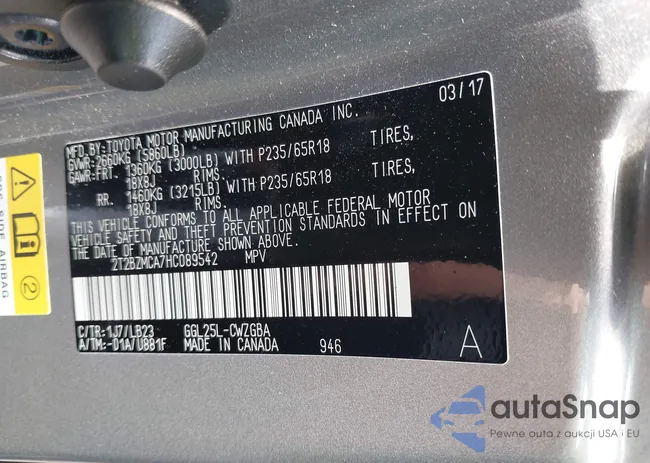 03/17
MFD. BY: TOYOTA MOTOR MANUFACTURING CANADA INC.
GVWR: 2660KG (5860LB)
GAWR: FRT. 1360KG (3000LB) WITH P235/65R18 TIRES,
18X8J RIMS.
RR. 1460KG (3215LB) WITH P235/65R18 TIRES,
18X8J RIMS.
THIS VEHICLE CONFORMS TO ALL APPLICABLE FEDERAL MOTOR
VEHICLE SAFETY AND THEFT PREVENTION STANDARDS IN EFFECT ON
THE DATE OF MANUFACTURE SHOWN ABOVE.
2T2BZMCA7HC089542 MPV
C/TR: 1J7/LB23 GGL25L-CWZGBA
A/TM: -01A/U881F MADE IN CANADA 946 A
SRS SIDE AIRBAG
2
autaSnap
Pewne auta z aukcji USA i EU